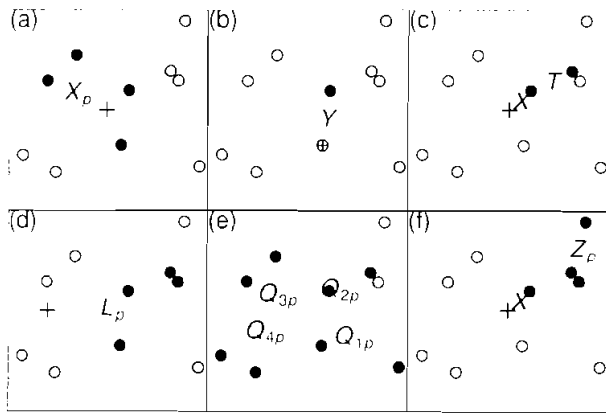 (a) (b) (c)
X_p Y X T
(d) (e) (f)
L_p Q_3p Q_2p Q_4p Q_1p X Z_p